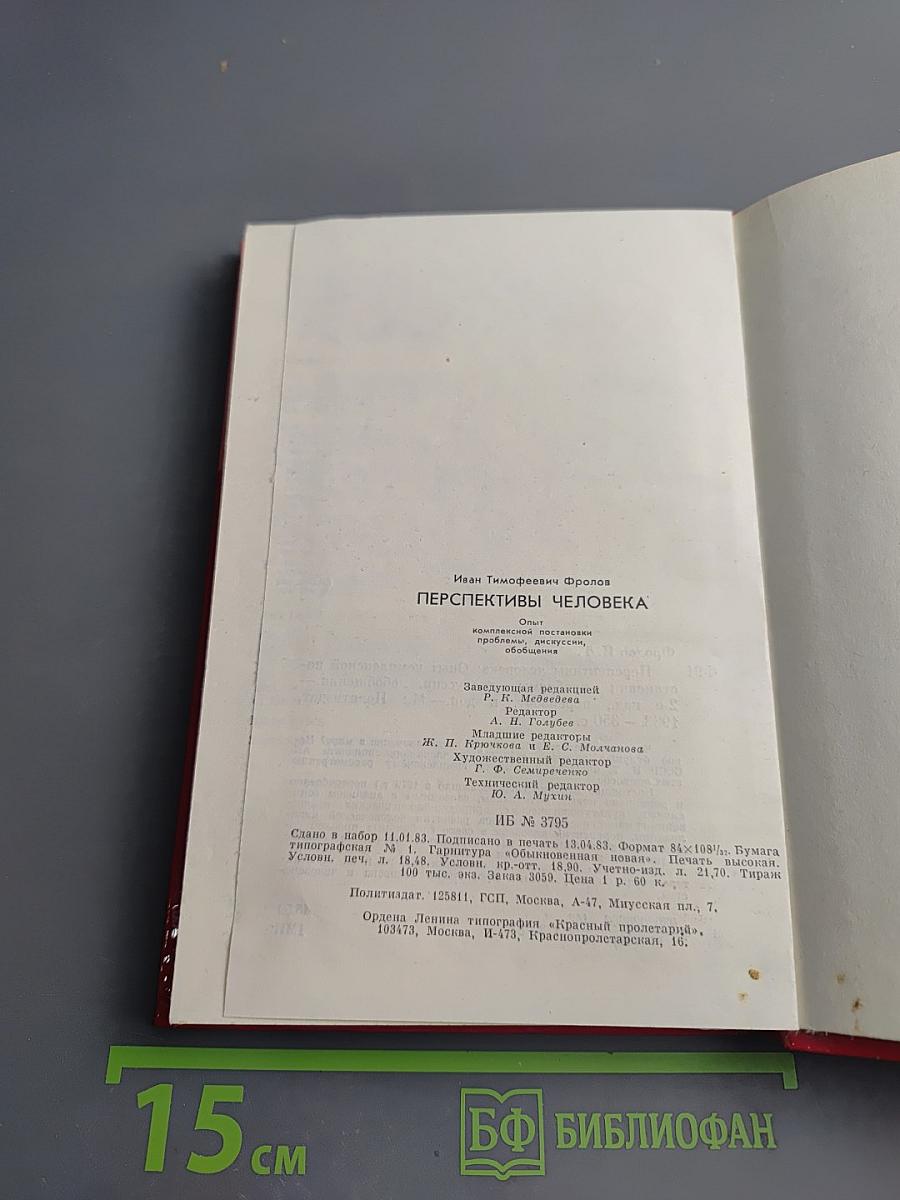 Иван Тимофеевич Фролов
ПЕРСПЕКТИВЫ ЧЕЛОВЕКА
Опыт
комплексной постановки
проблемы, дискуссии,
обобщения
Заведующая редакцией
Р. К. Медведева
Редактор
А. Н. Голубев
Младшие редакторы
Ж. П. Крючкова и Е. С. Молчанова
Художественный редактор
Г. Ф. Семиреченко
Технический редактор
Ю. А. Мухин
ИБ № 3795
Сдано в набор 11.01.83. Подписано в печать 13.04.83. Формат 84×108¹/₃₂. Бумага
типографская № 1. Гарнитура «Обыкновенная новая». Печать высокая.
Условн. печ. л. 18,48. Условн. кр.-отт. 18,90. Учетно-изд. л. 21,70. Тираж
100 тыс. экз. Заказ 3059. Цена 1 р. 60 к.
Политиздат. 125811, ГСП, Москва, А-47, Миусская пл., 7.
Ордена Ленина типография «Красный пролетарий».
103473, Москва, И-473, Краснопролетарская, 16.
15 см
БФ БИБЛИОФАН